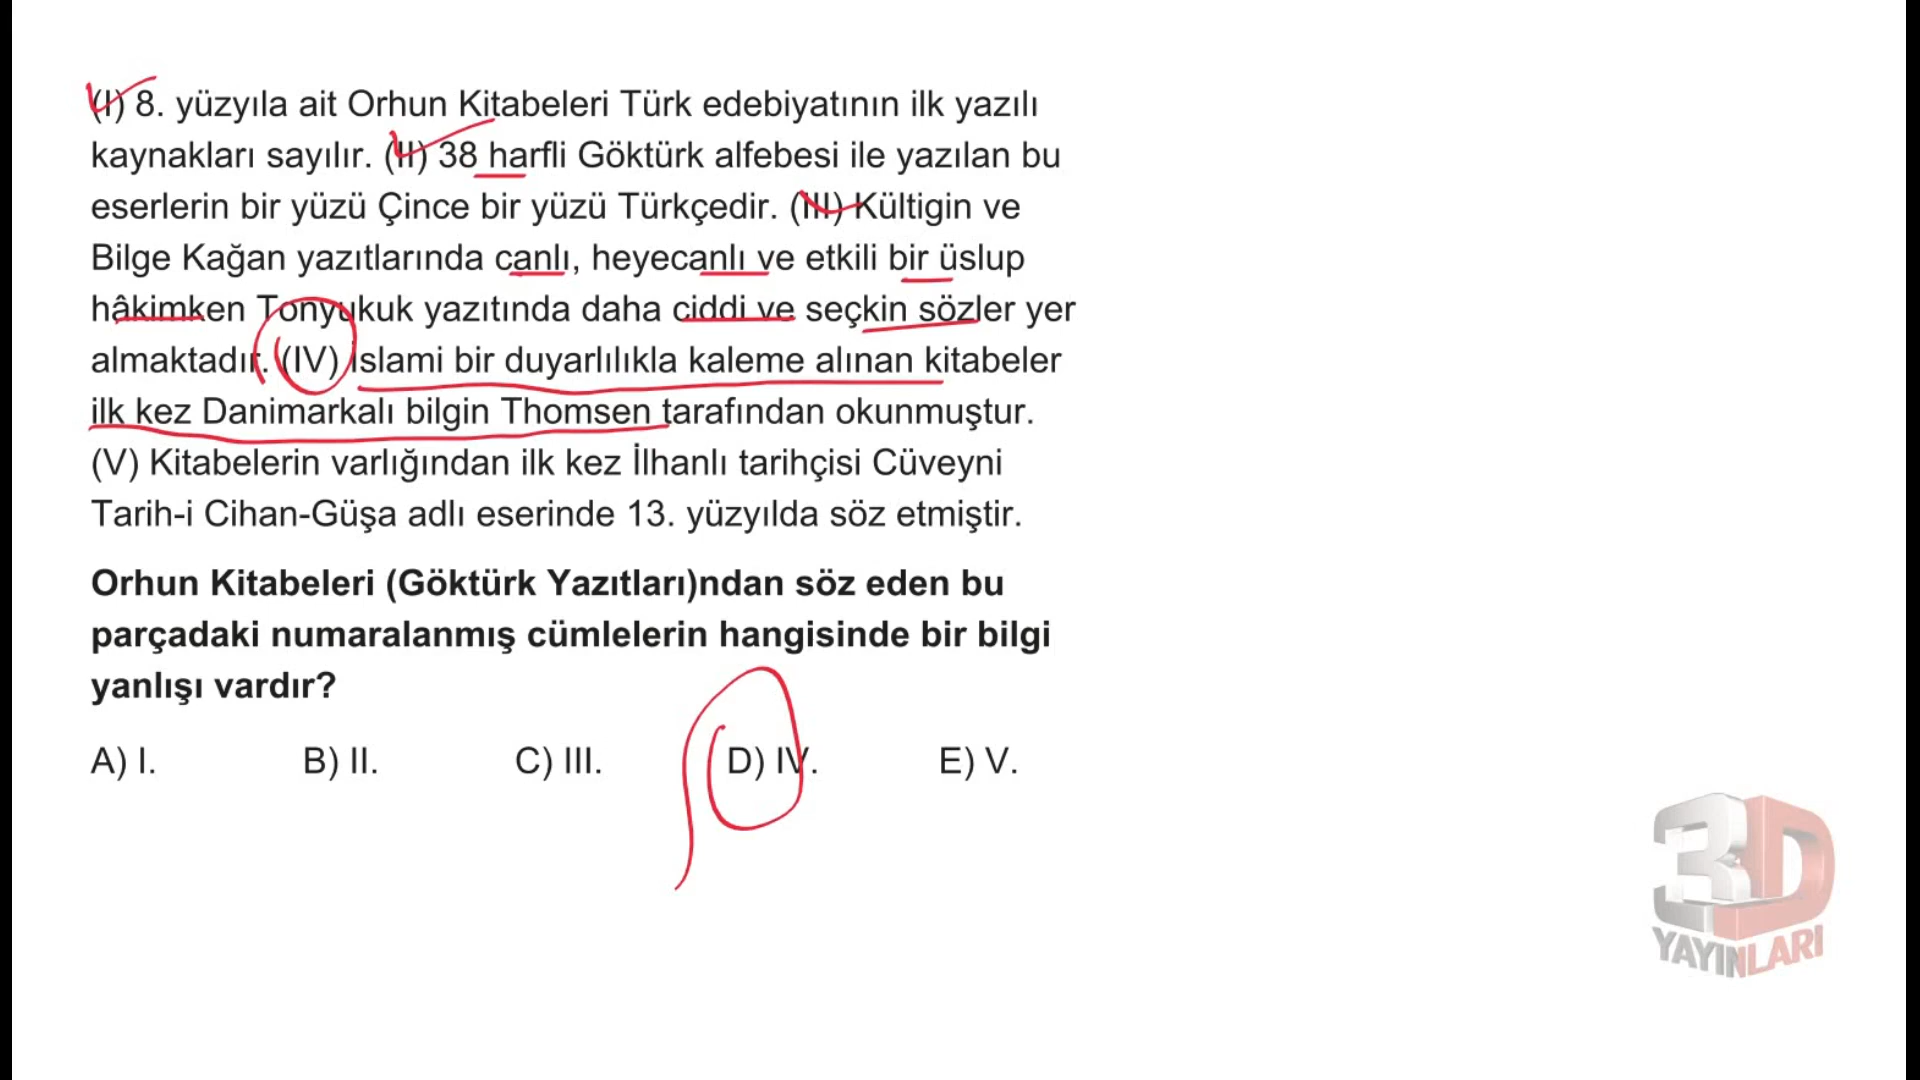 (I) 8. yüzyıla ait Orhun Kitabeleri Türk edebiyatının ilk yazılı
kaynakları sayılır. (II) 38 harfli Göktürk alfebesi ile yazılan bu
eserlerin bir yüzü Çince bir yüzü Türkçedir. (III) Kültigin ve
Bilge Kağan yazıtlarında canlı, heyecanlı ve etkili bir üslup
hâkimken Tonyukuk yazıtında daha ciddi ve seçkin sözler yer
almaktadır. (IV) İslami bir duyarlılıkla kaleme alınan kitabeler
ilk kez Danimarkalı bilgin Thomsen tarafından okunmuştur.
(V) Kitabelerin varlığından ilk kez İlhanlı tarihçisi Cüveyni
Tarih-i Cihan-Güşa adlı eserinde 13. yüzyılda söz etmiştir.
Orhun Kitabeleri (Göktürk Yazıtları)ndan söz eden bu
parçadaki numaralanmış cümlelerin hangisinde bir bilgi
yanlışı vardır?
A) I. B) II. C) III. D) IV. E) V.
3D
YAYINLARI